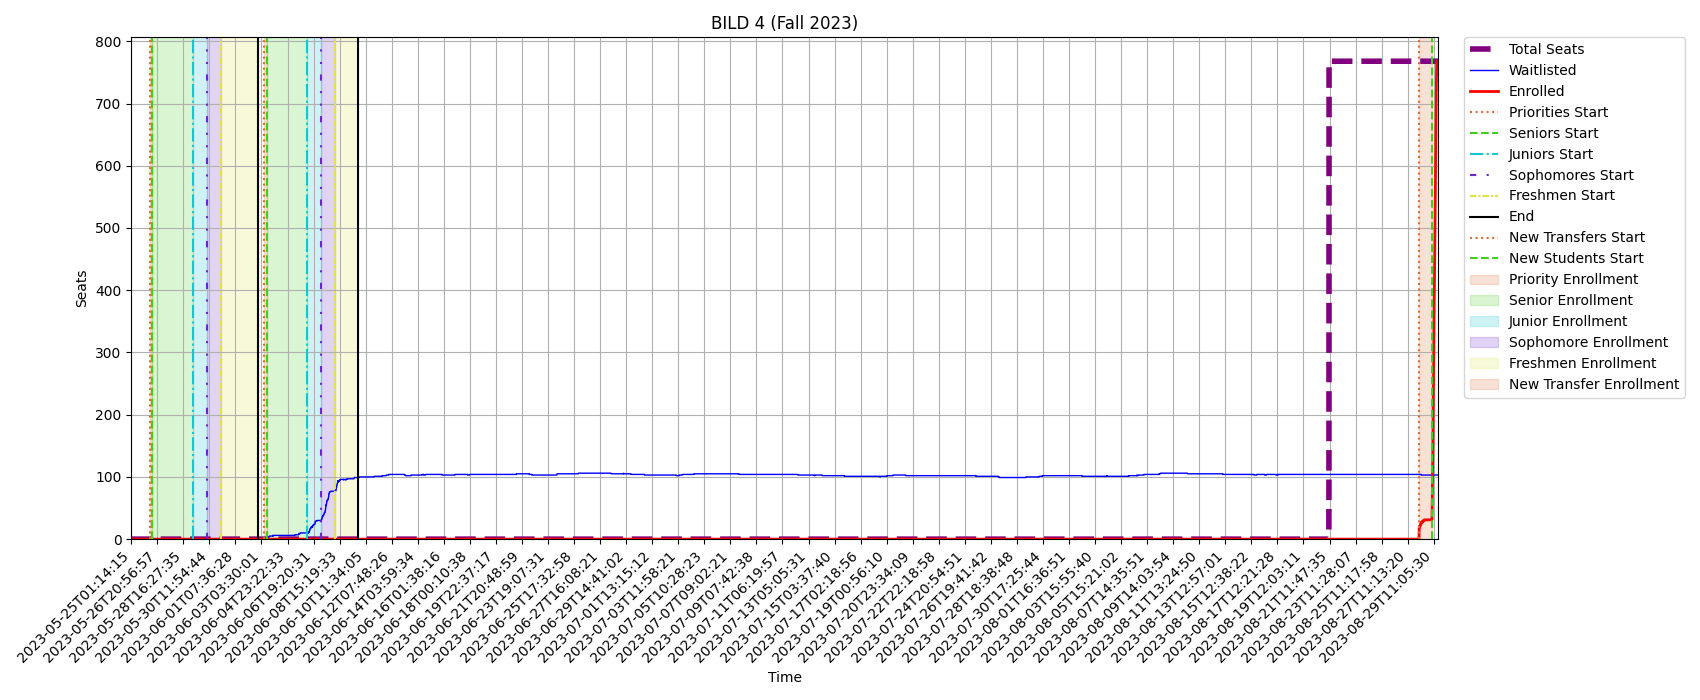 BILD 4 (Fall 2023)
Seats
800
700
600
500
400
300
200
100
0
2023-05-25T01:14:15
2023-05-26T20:56:57
2023-05-28T16:27:35
2023-05-30T11:54:44
2023-06-01T07:36:28
2023-06-03T03:30:01
2023-06-04T23:22:33
2023-06-06T19:20:31
2023-06-08T15:19:33
2023-06-10T11:34:05
2023-06-12T07:48:26
2023-06-14T03:59:34
2023-06-16T01:38:16
2023-06-18T00:10:38
2023-06-19T22:37:17
2023-06-21T20:48:59
2023-06-23T19:07:31
2023-06-25T17:32:58
2023-06-27T16:08:21
2023-06-29T14:41:02
2023-07-01T13:15:12
2023-07-03T11:58:21
2023-07-05T10:28:23
2023-07-07T09:02:21
2023-07-09T07:42:38
2023-07-11T06:19:57
2023-07-13T05:05:31
2023-07-15T03:37:40
2023-07-17T02:18:56
2023-07-19T00:56:10
2023-07-20T23:34:09
2023-07-22T22:18:58
2023-07-24T20:54:51
2023-07-26T19:41:42
2023-07-28T18:38:48
2023-07-30T17:25:44
2023-08-01T16:36:51
2023-08-03T15:55:40
2023-08-05T15:21:02
2023-08-07T14:35:51
2023-08-09T14:03:54
2023-08-11T13:24:50
2023-08-13T12:57:01
2023-08-15T12:38:22
2023-08-17T12:21:28
2023-08-19T12:03:11
2023-08-21T11:47:35
2023-08-23T11:28:07
2023-08-25T11:17:58
2023-08-27T11:13:20
2023-08-29T11:05:30
Time
Total Seats
Waitlisted
Enrolled
Priorities Start
Seniors Start
Juniors Start
Sophomores Start
Freshmen Start
End
New Transfers Start
New Students Start
Priority Enrollment
Senior Enrollment
Junior Enrollment
Sophomore Enrollment
Freshmen Enrollment
New Transfer Enrollment